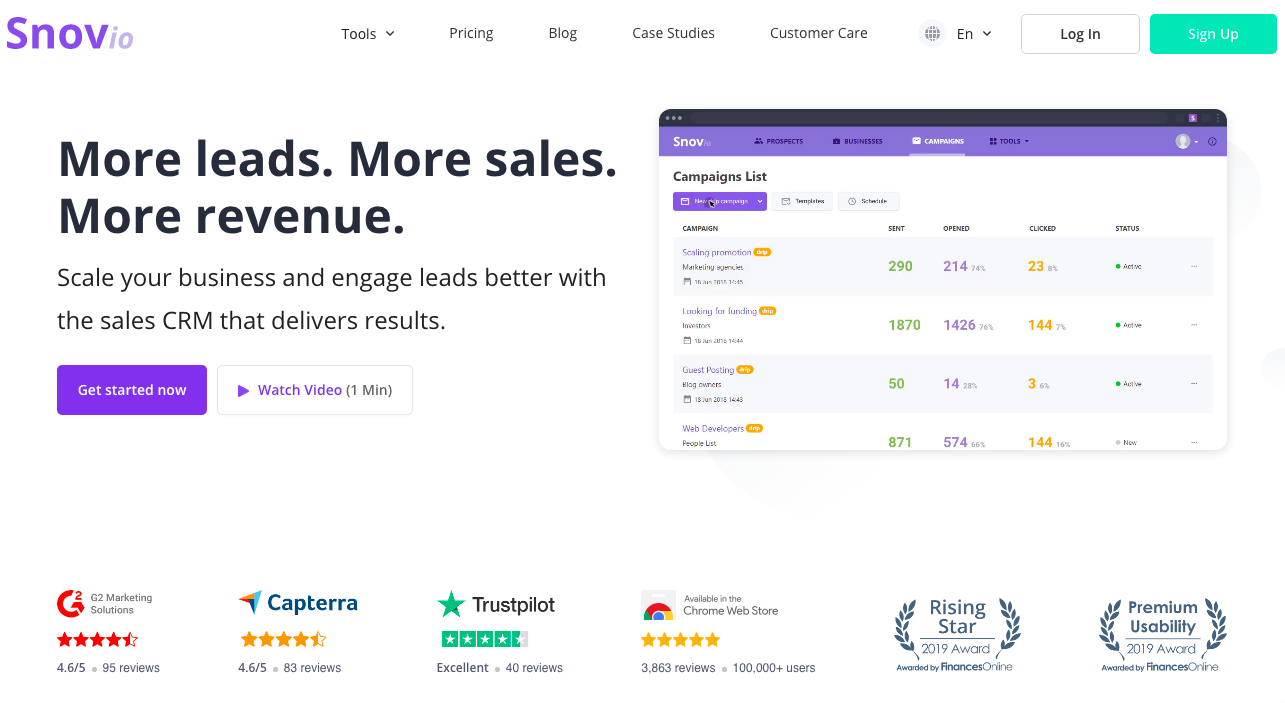 Snovio
Tools
Pricing
Blog
Case Studies
Customer Care
En
Log In
Sign Up
More leads. More sales.
More revenue.
Scale your business and engage leads better with
the sales CRM that delivers results.
Get started now
Watch Video (1 Min)
S
Snovio
PROSPECTS
BUSINESSES
CAMPAIGNS
TOOLS
Campaigns List
campaign
Templates
Schedule
CAMPAIGN SENT OPENED CLICKED STATUS
Scaling promotion drip
Marketing agencies 290 214 74% 23 8% Active ...
18 Jun 2018 14:45
Looking for funding drip
Investors 1870 1426 76% 144 7% Active ...
18 Jun 2018 14:44
Guest Posting drip
Blog owners 50 14 28% 3 6% Active ...
18 Jun 2018 14:43
Web Developers drip
People List 871 574 66% 144 16% New ...
G2 G2 Marketing
Solutions
4.6/5 95 reviews
Capterra
4.6/5 83 reviews
Trustpilot
Excellent 40 reviews
Available in the
Chrome Web Store
3,863 reviews 100,000+ users
Rising
Star
2019 Award
Awarded by FinancesOnline
Premium
Usability
2019 Award
Awarded by FinancesOnline